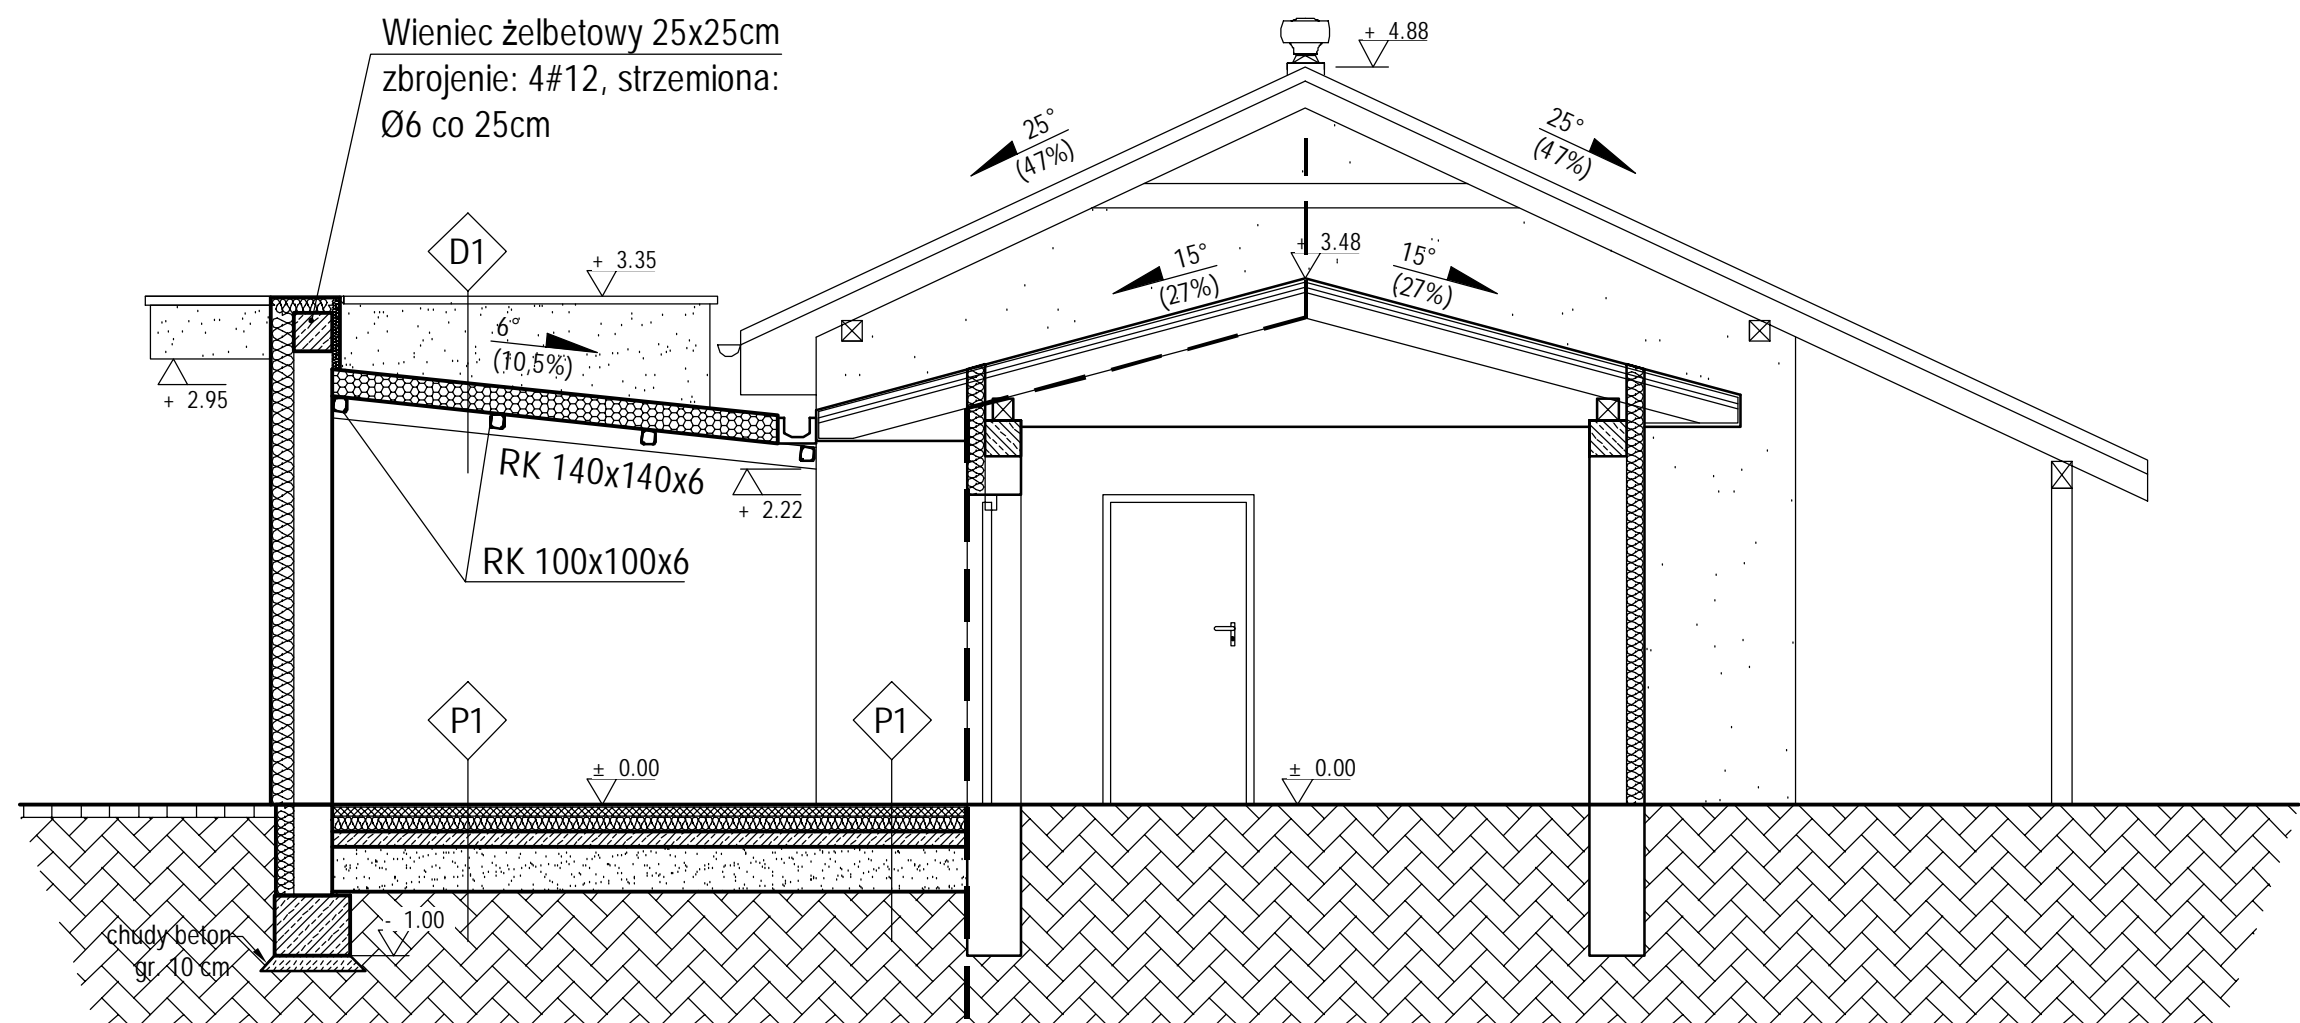 Wieniec żelbetowy 25x25cm
zbrojenie: 4#12, strzemiona:
Ø6 co 25cm
+ 4.88
25°
(47%)
25°
(47%)
D1
+ 3.35
15°
(27%)
+ 3.48
15°
(27%)
6°
(10,5%)
+ 2.95
RK 140x140x6
+ 2.22
RK 100x100x6
P1
P1
± 0.00
± 0.00
- 1.00
chudy beton
gr. 10 cm